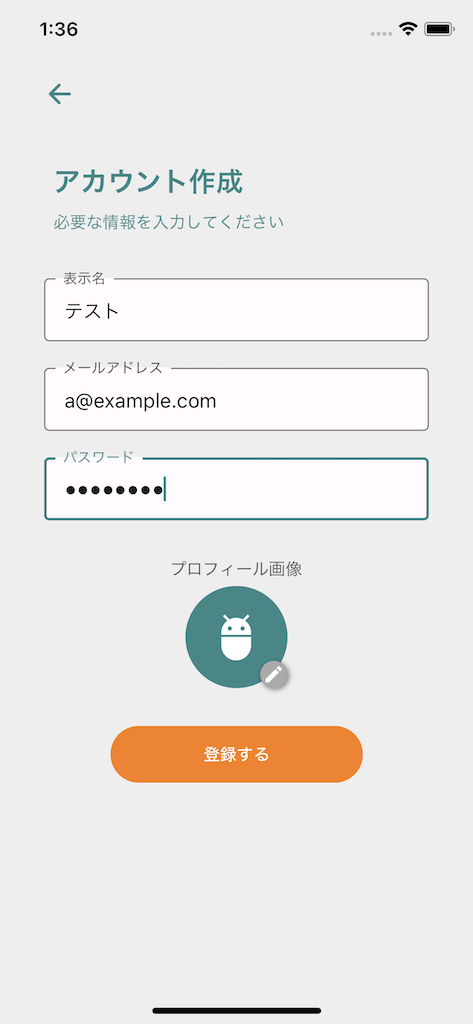 1:36
アカウント作成
必要な情報を入力してください
表示名
テスト
メールアドレス
a@example.com
パスワード
••••••••
プロフィール画像
登録する